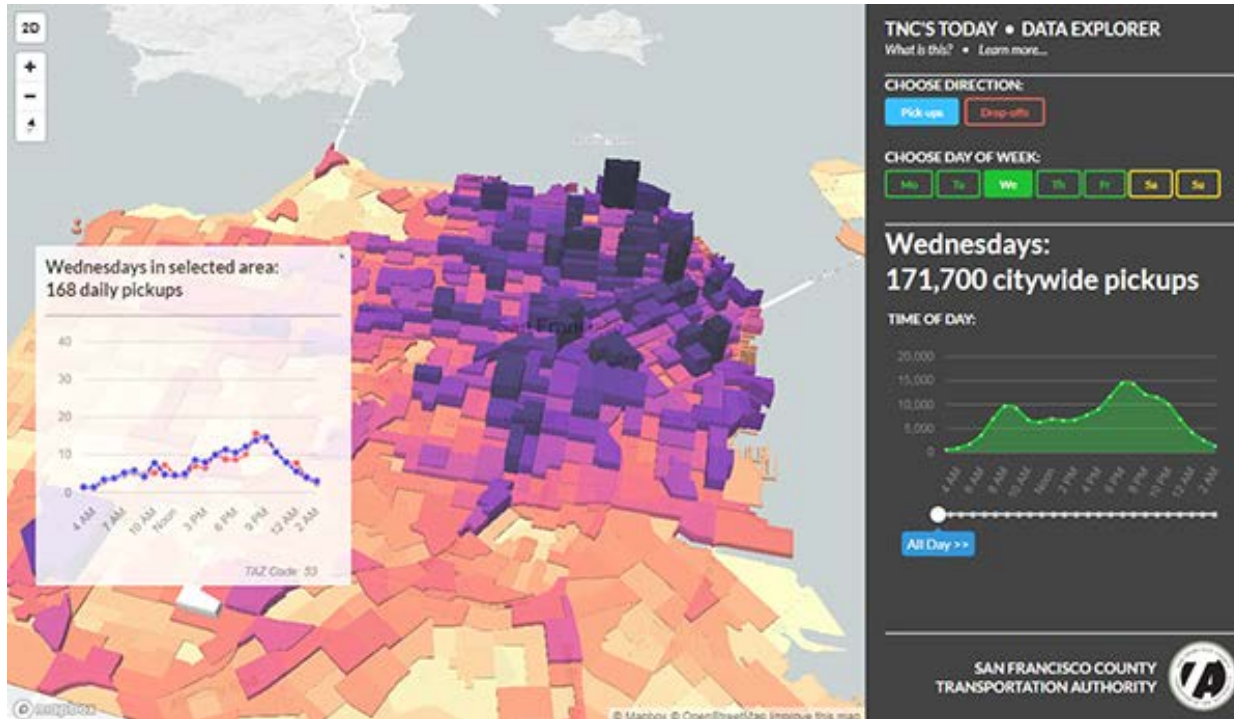 2D
+
−
Wednesdays in selected area:
168 daily pickups
×
40
30
20
10
0
4 AM
7 AM
10 AM
Noon
3 PM
6 PM
9 PM
12 AM
2 AM
TAZ Code: 53
mapbox
© Mapbox © OpenStreetMap Improve this map
TNC'S TODAY • DATA EXPLORER
What is this? • Learn more...
CHOOSE DIRECTION:
Pick-ups Drop-offs
CHOOSE DAY OF WEEK:
Mo Tu We Th Fr Sa Su
Wednesdays:
171,700 citywide pickups
TIME OF DAY:
20,000
15,000
10,000
5,000
0
4 AM
6 AM
8 AM
10 AM
Noon
2 PM
4 PM
6 PM
8 PM
10 PM
12 AM
2 AM
All Day >>
SAN FRANCISCO COUNTY
TRANSPORTATION AUTHORITY